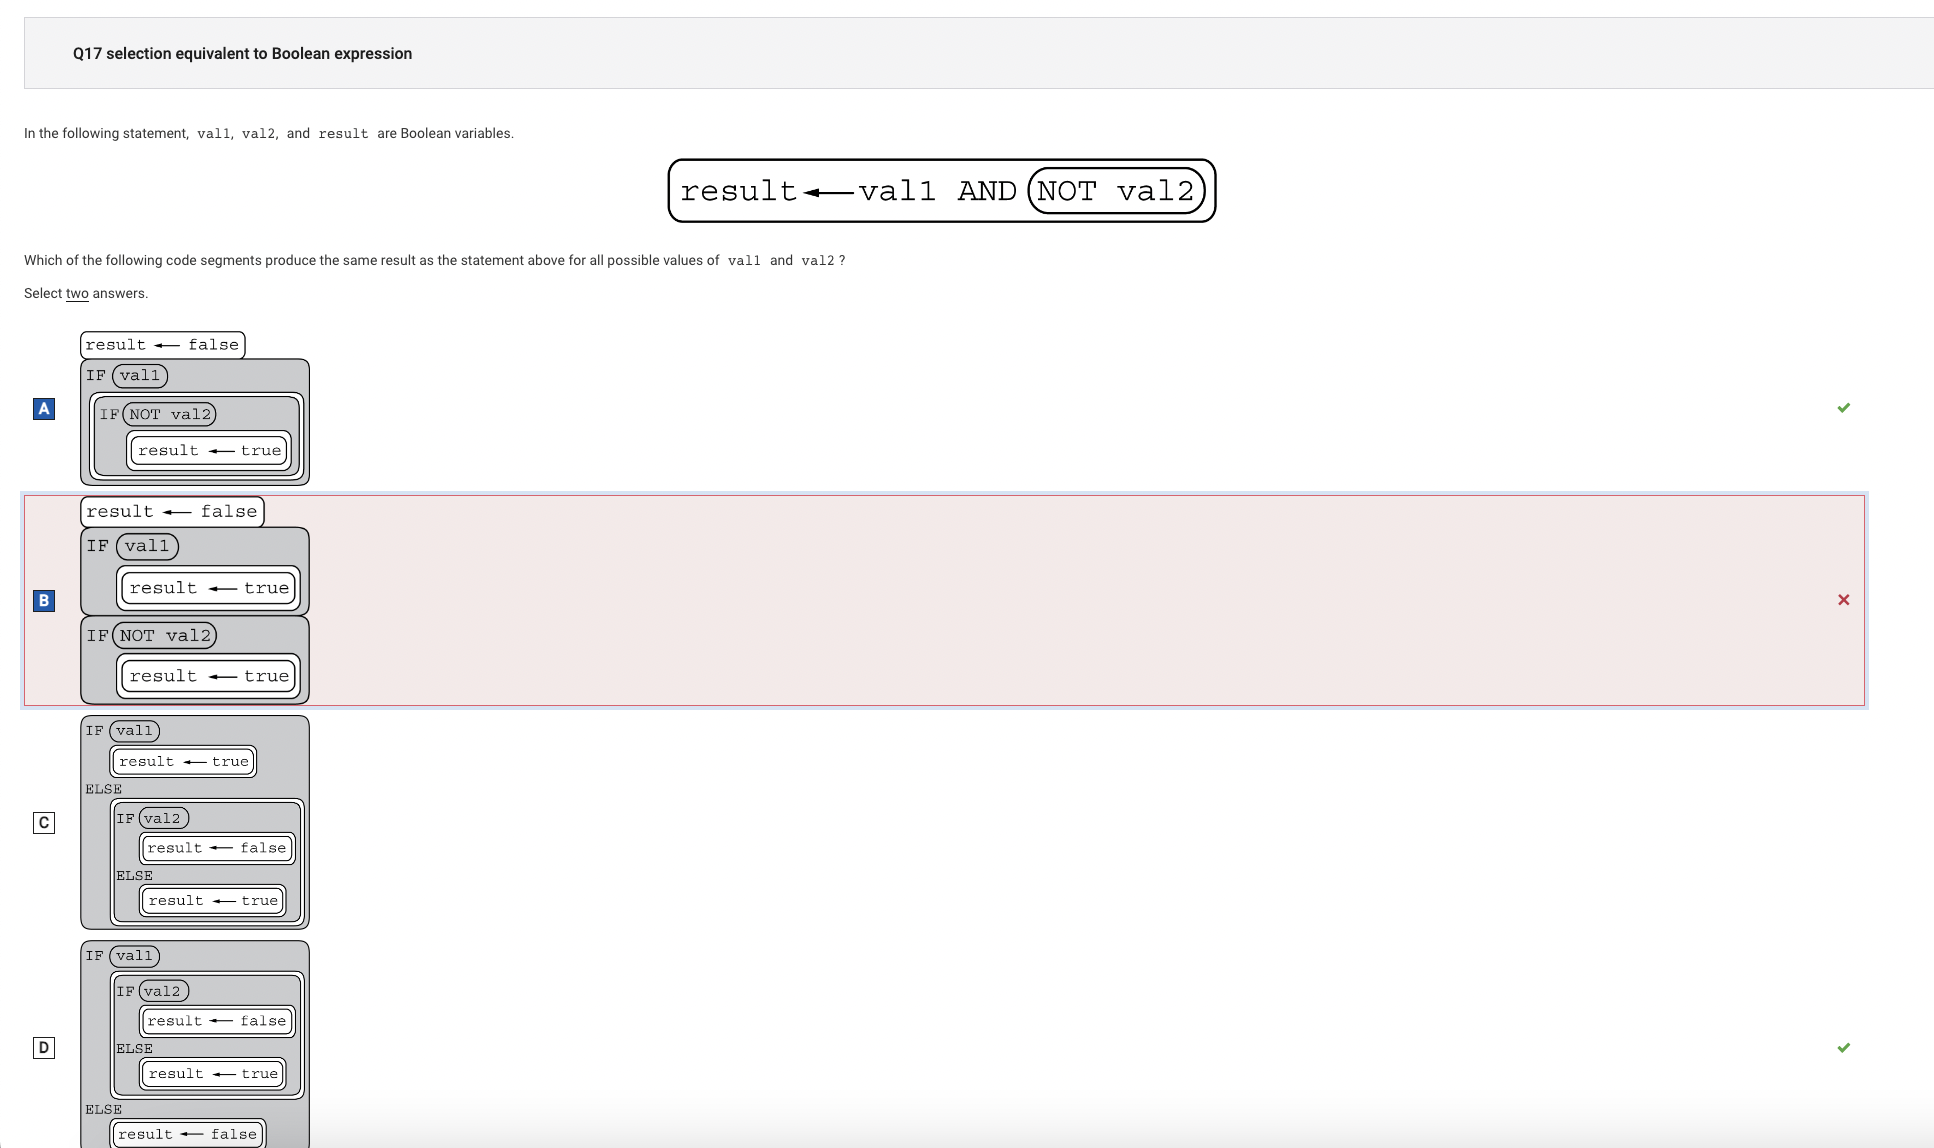 Q17 selection equivalent to Boolean expression
In the following statement, val1, val2, and result are Boolean variables.
result ← val1 AND NOT val2
Which of the following code segments produce the same result as the statement above for all possible values of val1 and val2 ?
Select two answers.
A
result ← false
IF val1
IF NOT val2
result ← true
B
result ← false
IF val1
result ← true
IF NOT val2
result ← true
C
IF val1
result ← true
ELSE
IF val2
result ← false
ELSE
result ← true
D
IF val1
IF val2
result ← false
ELSE
result ← true
ELSE
result ← false